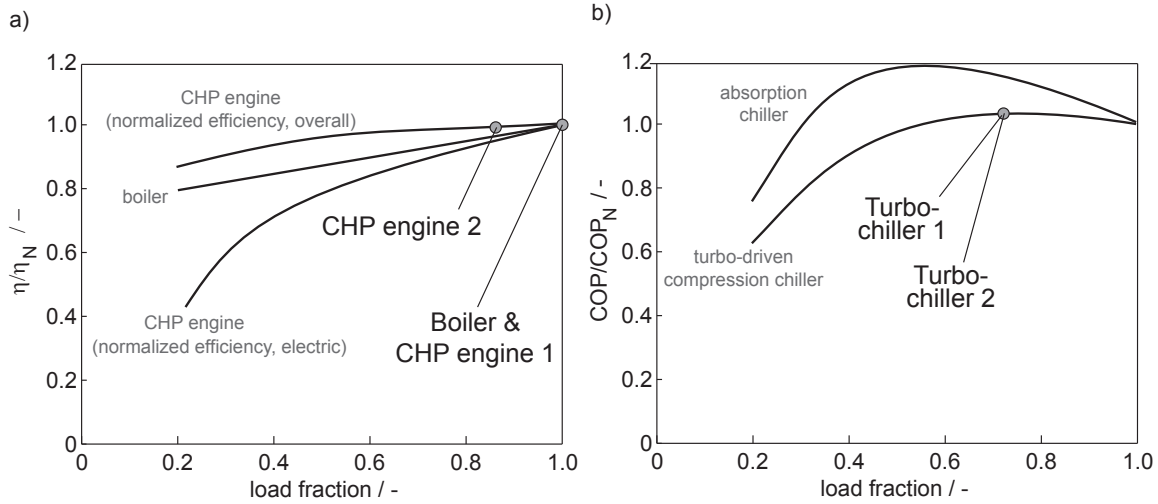 a)
1.2
1.0
0.8
0.6
0.4
0.2
0
η/ηN / –
CHP engine
(normalized efficiency, overall)
boiler
CHP engine 2
CHP engine
(normalized efficiency, electric)
Boiler &
CHP engine 1
0 0.2 0.4 0.6 0.8 1.0
load fraction / -
b)
1.2
1.0
0.8
0.6
0.4
0.2
0
COP/COPN / -
absorption
chiller
turbo-driven
compression chiller
Turbo-
chiller 1
Turbo-
chiller 2
0 0.2 0.4 0.6 0.8 1.0
load fraction / -